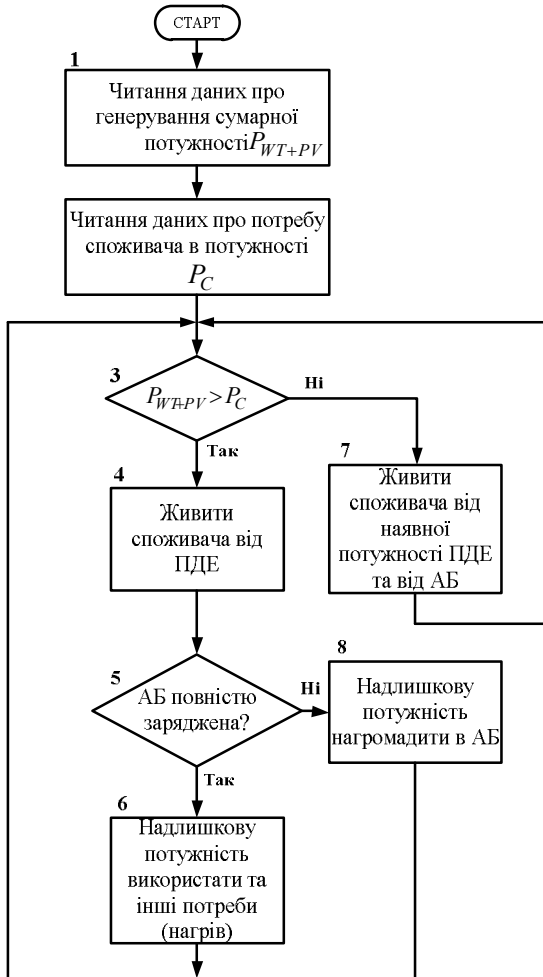 СТАРТ
1
Читання даних про
генерування сумарної
потужностіP_{WT+PV}
Читання даних про потребу
споживача в потужності
P_C
3
P_{WT+PV}>P_C
Ні
Так
4
Живити
споживача від
ПДЕ
7
Живити
споживача від
наявної
потужності ПДЕ
та від АБ
5
АБ повністю
заряджена?
Ні
Так
8
Надлишкову
потужність
нагромадити в АБ
6
Надлишкову
потужність
використати та
інші потреби
(нагрів)